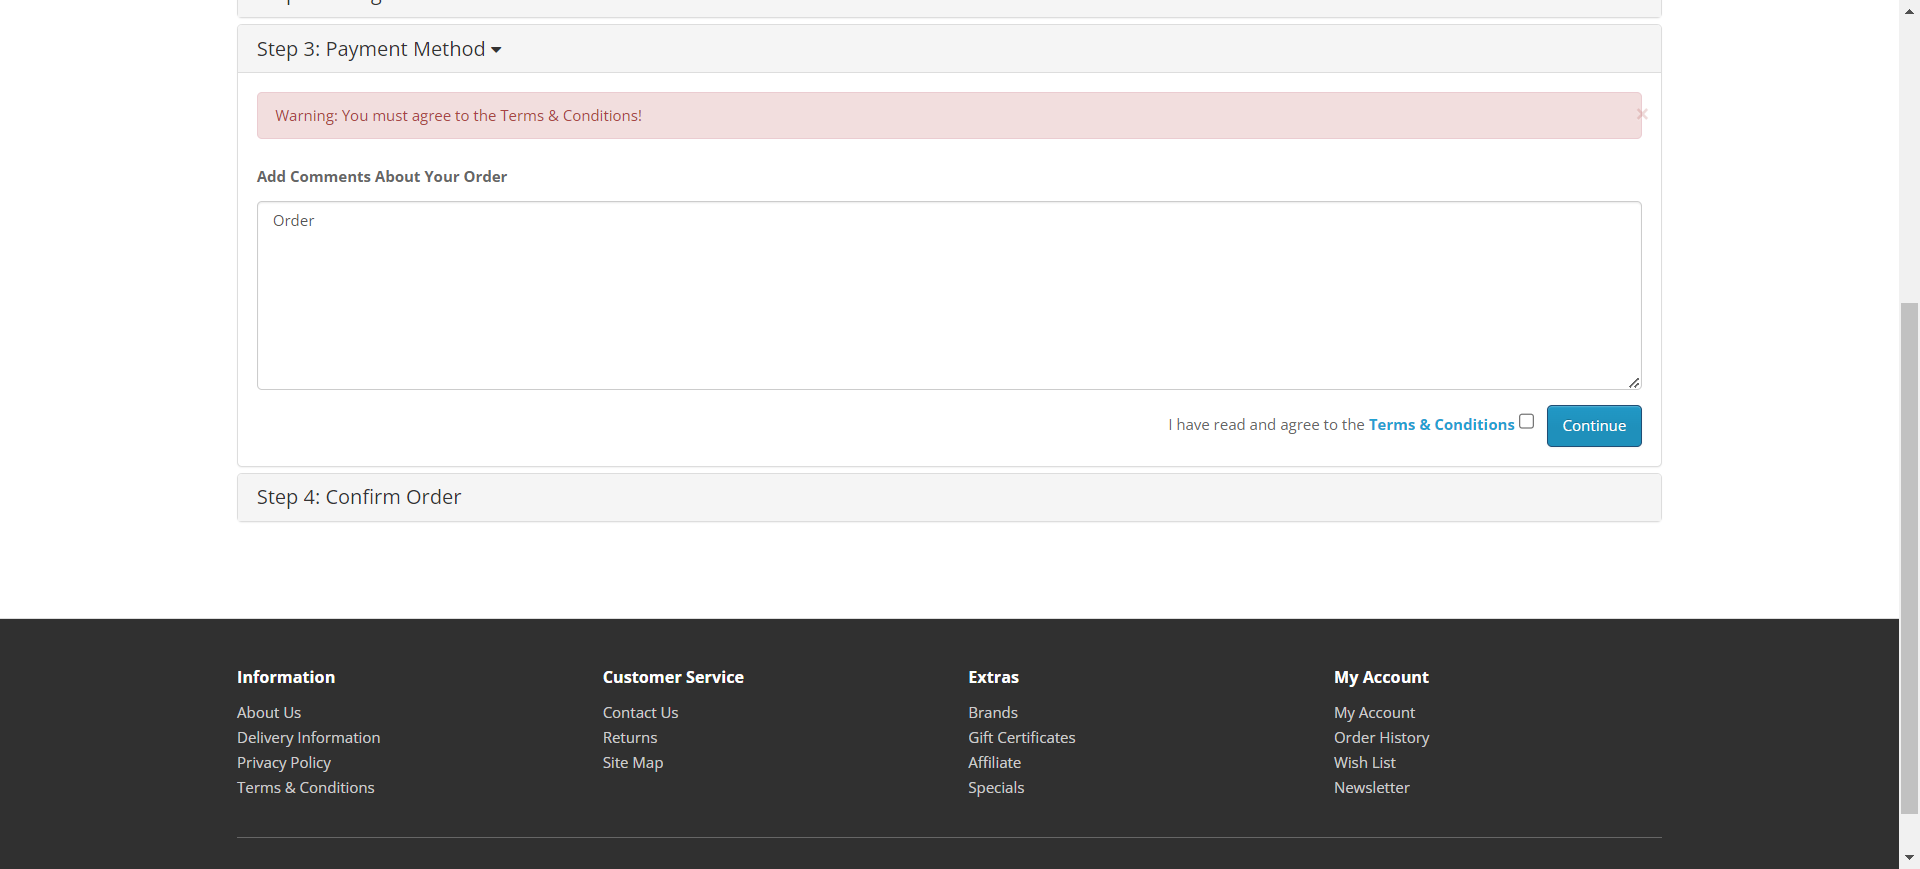 Step 3: Payment Method
Warning: You must agree to the Terms & Conditions!
×
Add Comments About Your Order
Order
I have read and agree to the Terms & Conditions
Continue
Step 4: Confirm Order
Information
About Us
Delivery Information
Privacy Policy
Terms & Conditions
Customer Service
Contact Us
Returns
Site Map
Extras
Brands
Gift Certificates
Affiliate
Specials
My Account
My Account
Order History
Wish List
Newsletter